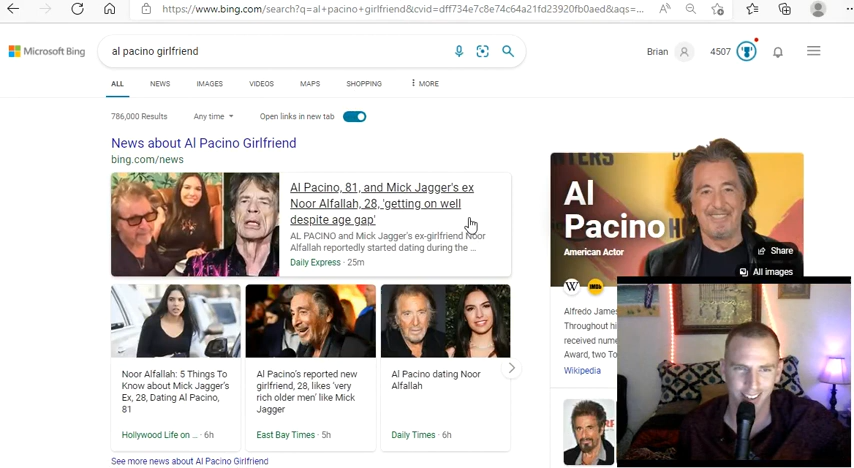 https://www.bing.com/search?q=al+pacino+girlfriend&cvid=dff734e7c8e74c64a21fd23920fb0aed&aqs=...
Microsoft Bing
al pacino girlfriend
Brian
4507
ALL
NEWS
IMAGES
VIDEOS
MAPS
SHOPPING
MORE
786,000 Results
Any time
Open links in new tab
News about Al Pacino Girlfriend
bing.com/news
Al Pacino, 81, and Mick Jagger's ex
Noor Alfallah, 28, 'getting on well
despite age gap'
AL PACINO and Mick Jagger's ex-girlfriend Noor
Alfallah reportedly started dating during the ...
Daily Express · 25m
Noor Alfallah: 5 Things To
Know about Mick Jagger's
Ex, 28, Dating Al Pacino,
81
Hollywood Life on ... · 6h
Al Pacino's reported new
girlfriend, 28, likes 'very
rich older men' like Mick
Jagger
East Bay Times · 5h
Al Pacino dating Noor
Alfallah
Daily Times · 6h
See more news about Al Pacino Girlfriend
Al
Pacino
American Actor
Share
All images
W
IMDb
Alfredo James
Throughout hi
received nume
Award, two To
Wikipedia